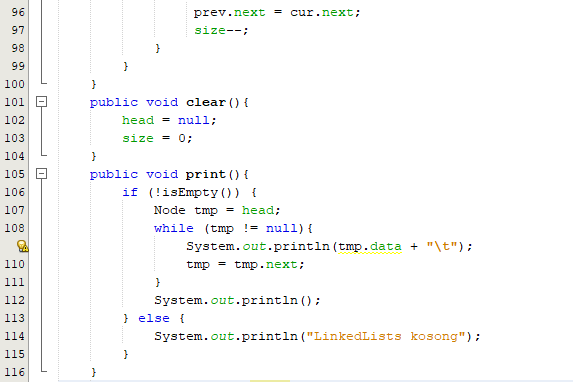 96 prev.next = cur.next;
97 size--;
98 }
99 }
100 }
101 public void clear(){
102 head = null;
103 size = 0;
104 }
105 public void print(){
106 if (!isEmpty()) {
107 Node tmp = head;
108 while (tmp != null){
System.out.println(tmp.data + "\t");
110 tmp = tmp.next;
111 }
112 System.out.println();
113 } else {
114 System.out.println("LinkedLists kosong");
115 }
116 }